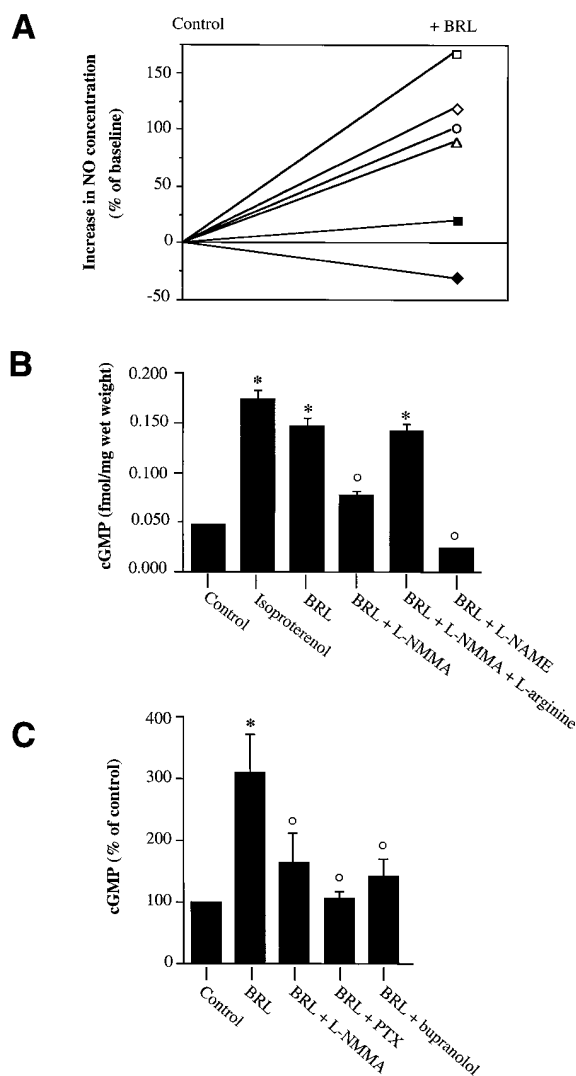 A
Control
+ BRL
Increase in NO concentration
(% of baseline)
150
100
50
0
-50
B
cGMP (fmol/mg wet weight)
0.200
0.150
0.100
0.050
0.000
*
*
*
Control
Isoproterenol
BRL
BRL + L-NMMA
BRL + L-NMMA + L-arginine
BRL + L-NAME
C
cGMP (% of control)
400
300
200
100
0
*
Control
BRL
BRL + L-NMMA
BRL + PTX
BRL + bupranolol